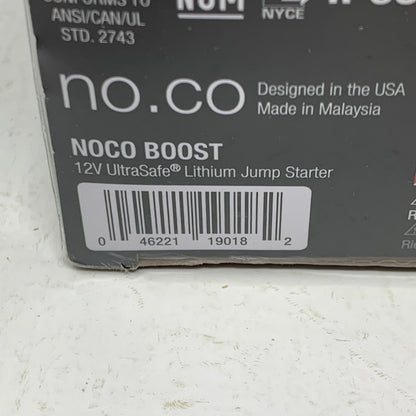 CONFORMS TO
ANSI/CAN/UL
STD. 2743
NOM
NYCE
no.co
Designed in the USA
Made in Malaysia
NOCO BOOST
12V UltraSafe® Lithium Jump Starter
0 46221 19018 2